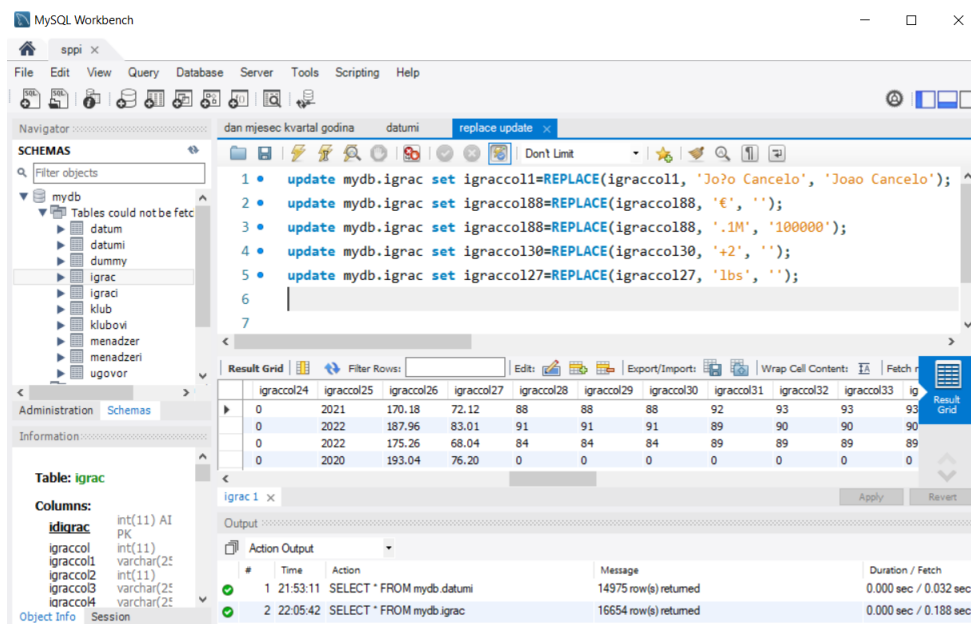 MySQL Workbench
sppi
File Edit View Query Database Server Tools Scripting Help
Navigator
SCHEMAS
Filter objects
mydb
Tables could not be fetc
datum
datumi
dummy
igrac
igraci
klub
klubovi
menadzer
menadzeri
ugovor
Administration Schemas
Information
Table: igrac
Columns:
idigrac int(11) AI PK
igraccol int(11)
igraccol1 varchar(25
igraccol2 int(11)
igraccol3 varchar(25
igraccol4 varchar(25
Object Info Session
dan mjesec kvartal godina datumi replace update
Don't Limit
1 update mydb.igrac set igraccol1=REPLACE(igraccol1, 'Jo?o Cancelo', 'Joao Cancelo');
2 update mydb.igrac set igraccol88=REPLACE(igraccol88, '€', '');
3 update mydb.igrac set igraccol88=REPLACE(igraccol88, '.1M', '100000');
4 update mydb.igrac set igraccol30=REPLACE(igraccol30, '+2', '');
5 update mydb.igrac set igraccol27=REPLACE(igraccol27, 'lbs', '');
6
7
Result Grid Filter Rows: Edit: Export/Import: Wrap Cell Content: Fetch r
igraccol24 igraccol25 igraccol26 igraccol27 igraccol28 igraccol29 igraccol30 igraccol31 igraccol32 igraccol33 ig
0 2021 170.18 72.12 88 88 88 92 93 93 93
0 2022 187.96 83.01 91 91 91 89 90 90 90
0 2022 175.26 68.04 84 84 84 89 89 89 89
0 2020 193.04 76.20 0 0 0 0 0 0 0
Result Grid
igrac 1 Apply Revert
Output
Action Output
# Time Action Message Duration / Fetch
1 21:53:11 SELECT * FROM mydb.datumi 14975 row(s) returned 0.000 sec / 0.032 sec
2 22:05:42 SELECT * FROM mydb.igrac 16654 row(s) returned 0.000 sec / 0.188 sec